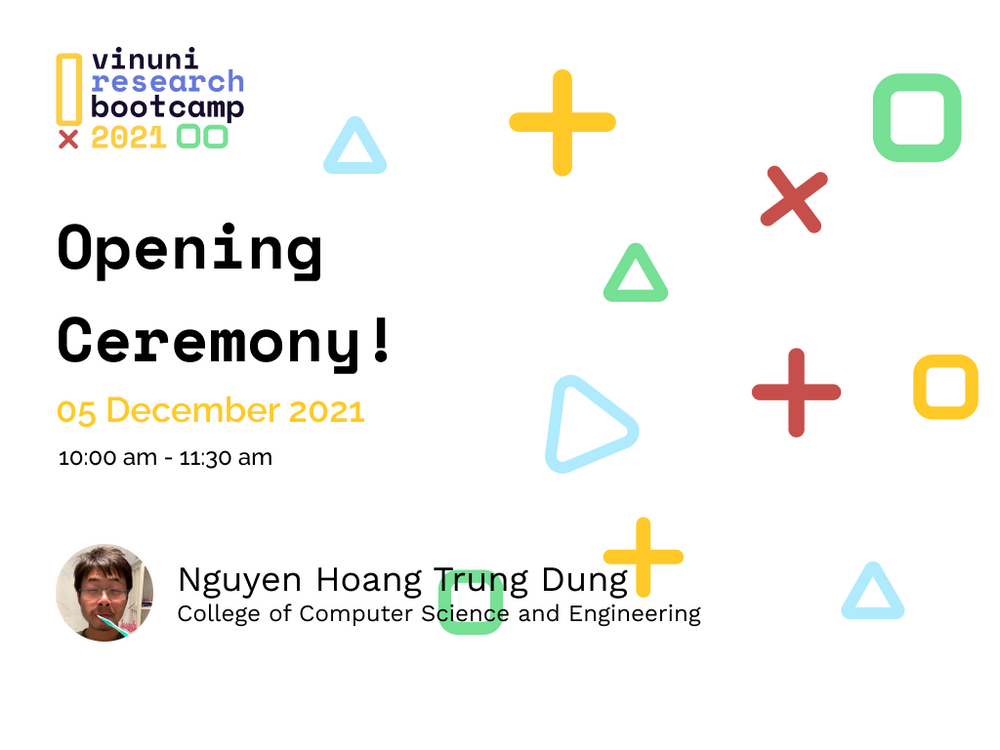 vinuni
research
bootcamp
2021
Opening
Ceremony!
05 December 2021
10:00 am - 11:30 am
Nguyen Hoang Trung Dung
College of Computer Science and Engineering